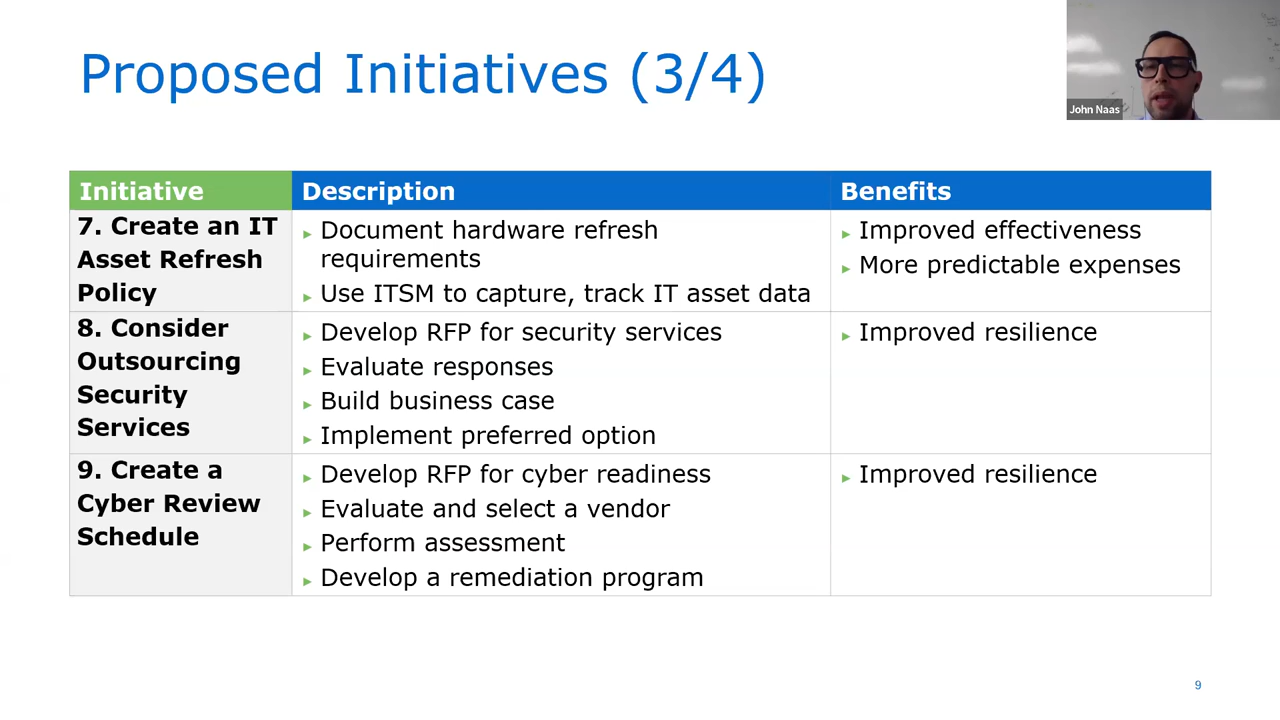 Proposed Initiatives (3/4)
John Naas
Initiative
Description
Benefits
7. Create an IT
Asset Refresh
Policy
Document hardware refresh
requirements
Use ITSM to capture, track IT asset data
Improved effectiveness
More predictable expenses
8. Consider
Outsourcing
Security
Services
Develop RFP for security services
Evaluate responses
Build business case
Implement preferred option
Improved resilience
9. Create a
Cyber Review
Schedule
Develop RFP for cyber readiness
Evaluate and select a vendor
Perform assessment
Develop a remediation program
Improved resilience
9